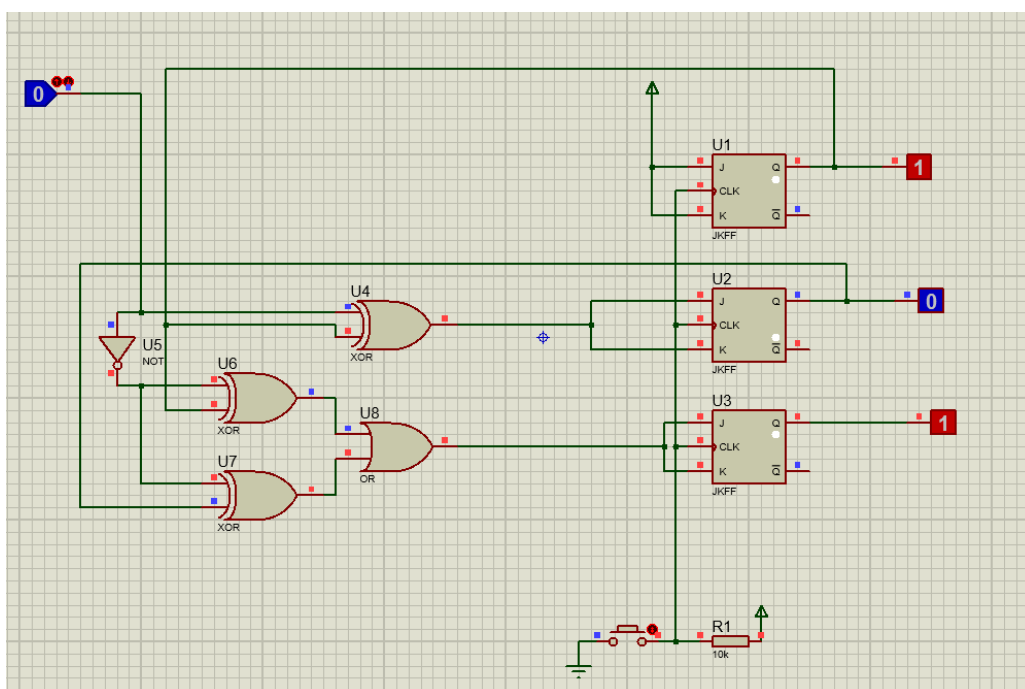 0
U1
J
Q
1
CLK
K
Q
JKFF
U4
U2
J
Q
0
CLK
U5
NOT
XOR
K
Q
JKFF
U6
U8
U3
J
Q
1
CLK
XOR
U7
OR
K
Q
JKFF
XOR
R1
10k